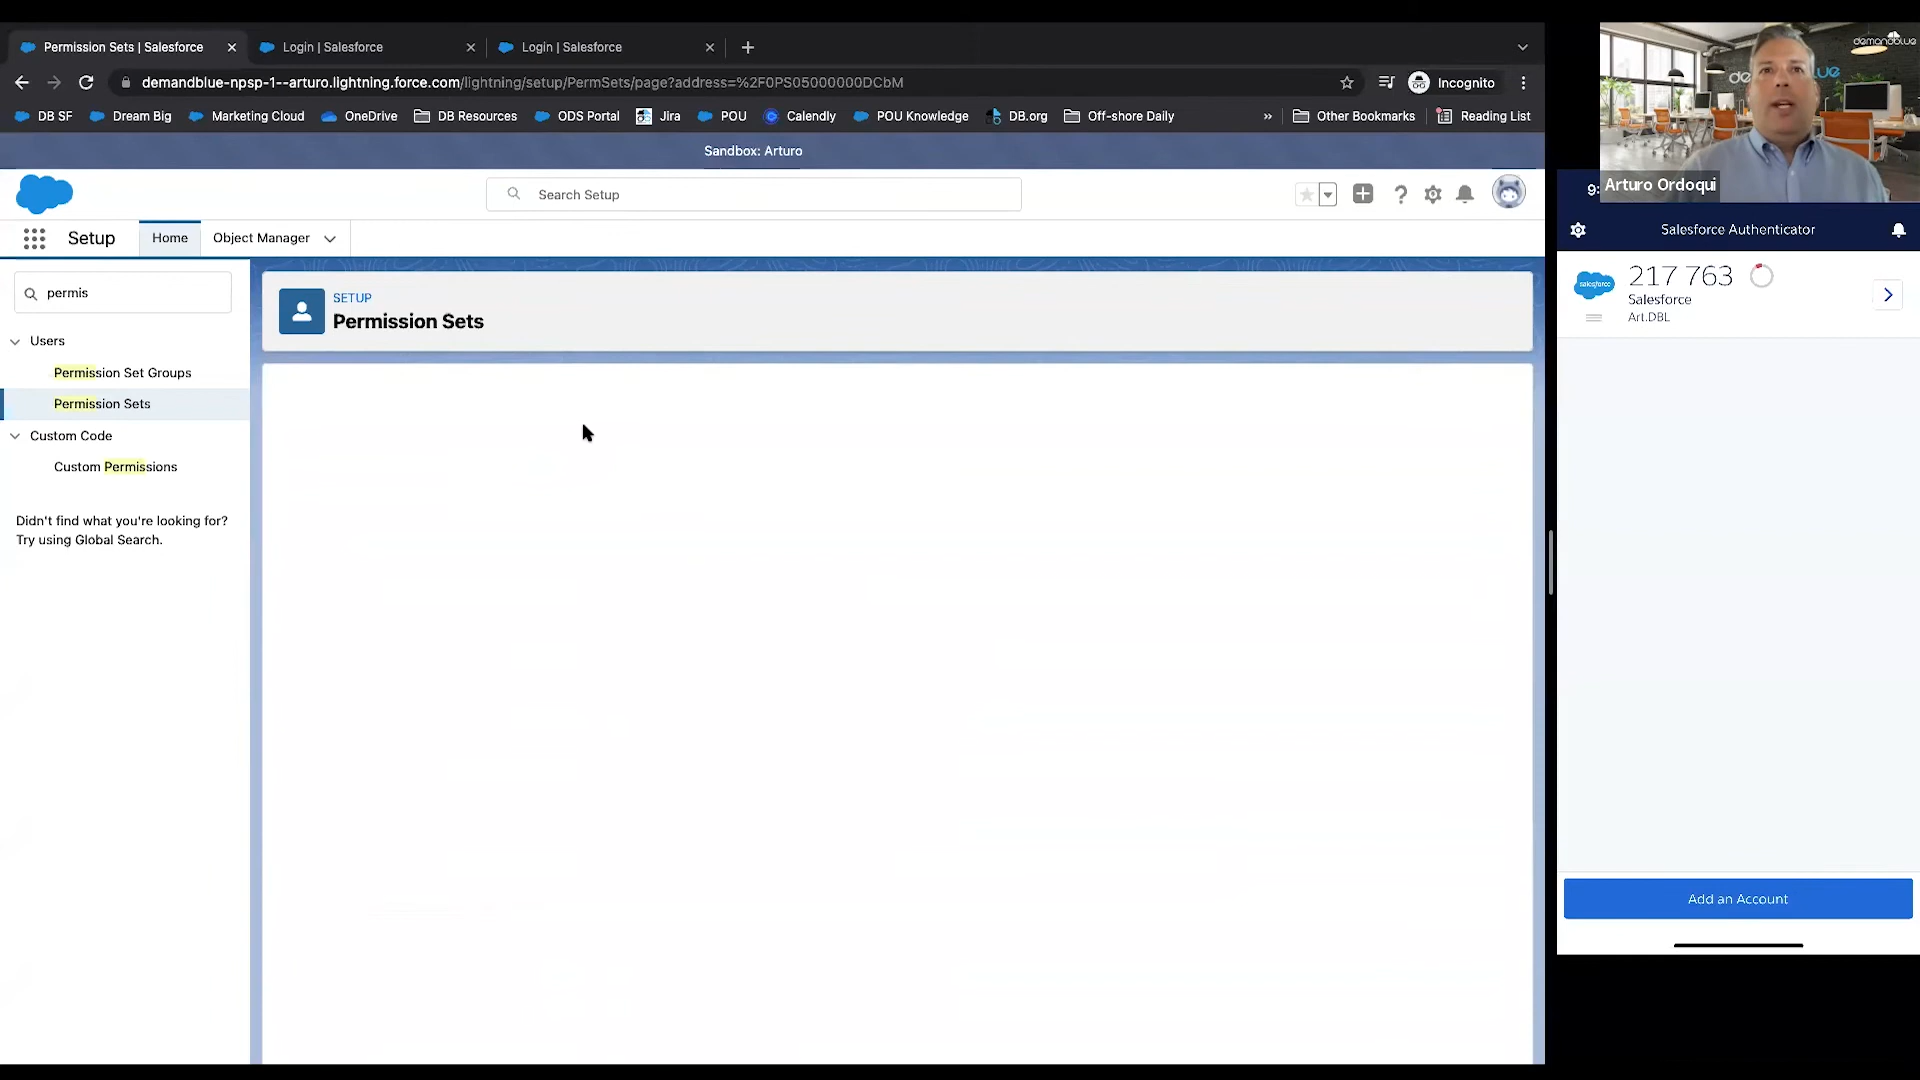 Permission Sets | Salesforce
Login | Salesforce
Login | Salesforce
demandblue-npsp-1--arturo.lightning.force.com/lightning/setup/PermSets/page?address=%2F0PS05000000DCbM
Incognito
DB SF
Dream Big
Marketing Cloud
OneDrive
DB Resources
ODS Portal
Jira
POU
Calendly
POU Knowledge
DB.org
Off-shore Daily
»
Other Bookmarks
Reading List
Sandbox: Arturo
Search Setup
Setup
Home
Object Manager
permis
Users
Permission Set Groups
Permission Sets
Custom Code
Custom Permissions
Didn't find what you're looking for?
Try using Global Search.
SETUP
Permission Sets
demandblue
Arturo Ordoqui
9:
Salesforce Authenticator
salesforce
217 763
Salesforce
Art.DBL
Add an Account